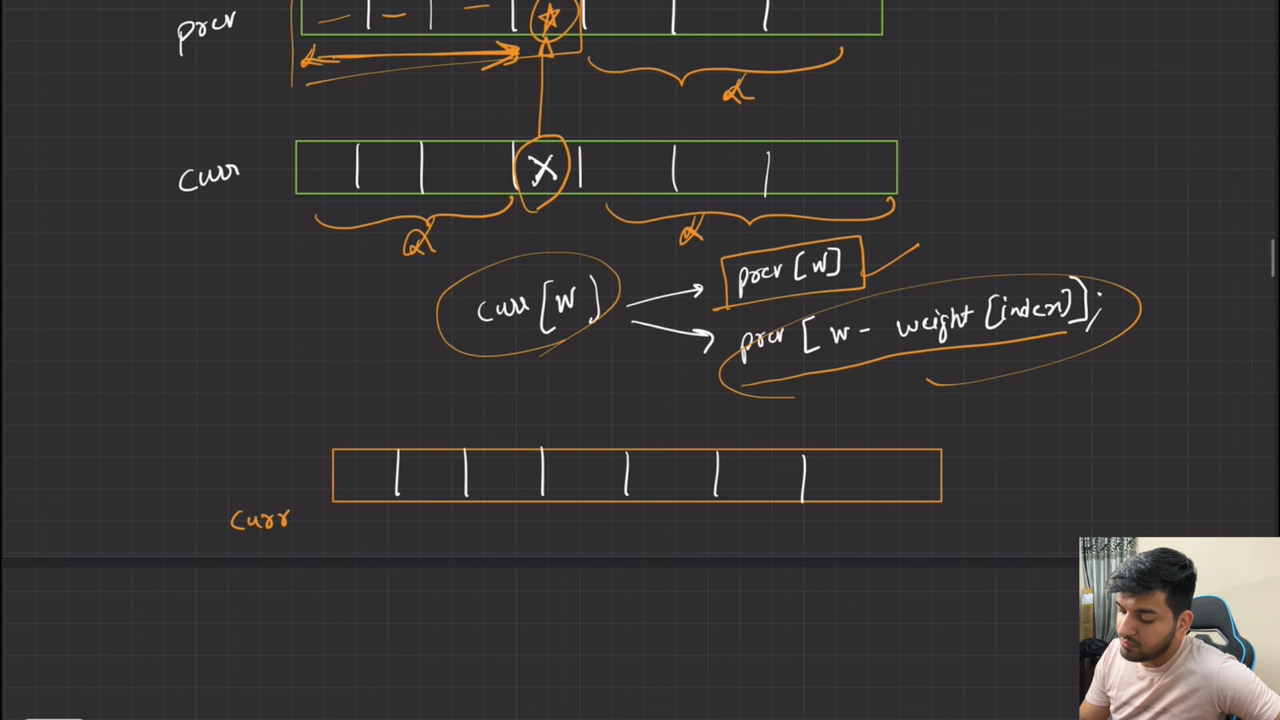 prev
curr
α
α
α
curr [w]
prev [w]
prev [w - weight [index]];
curr